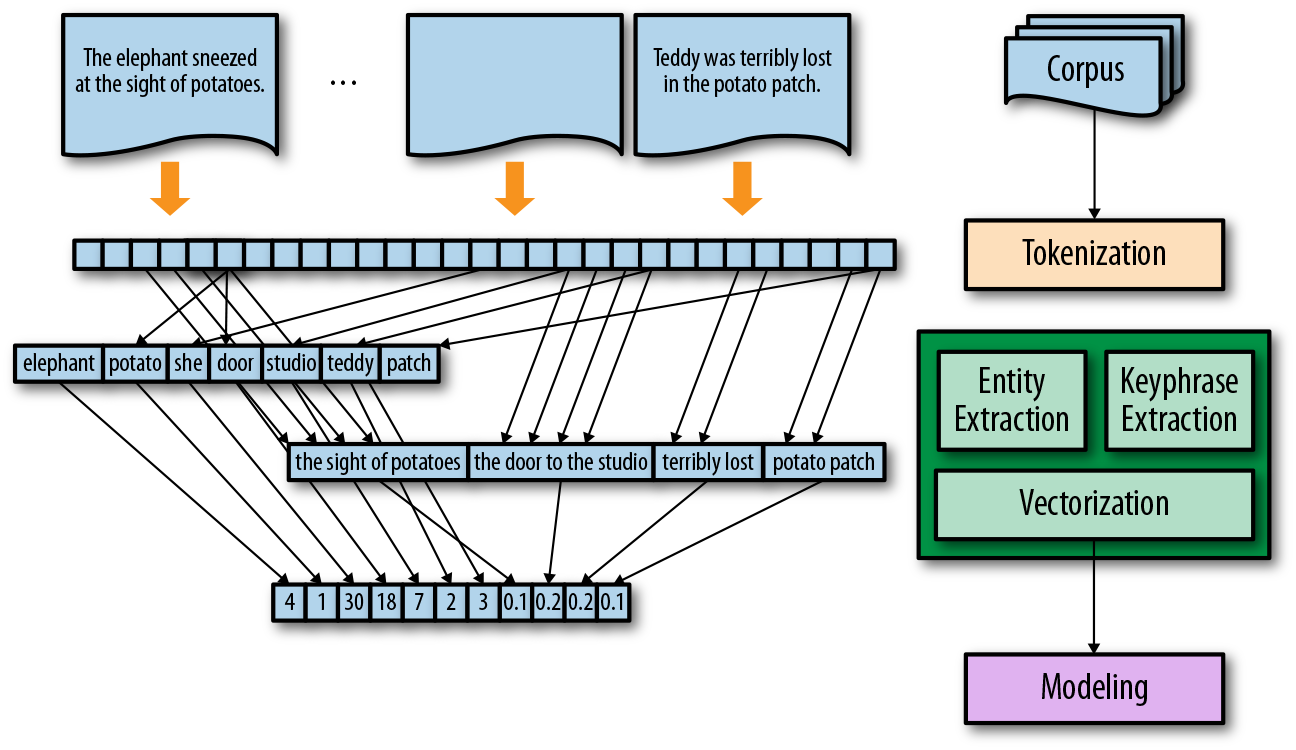 The elephant sneezed
at the sight of potatoes.
...
Teddy was terribly lost
in the potato patch.
Corpus
Tokenization
elephant potato she door studio teddy patch
Entity
Extraction
Keyphrase
Extraction
the sight of potatoes the door to the studio terribly lost potato patch
Vectorization
4 1 30 18 7 2 3 0.1 0.2 0.2 0.1
Modeling